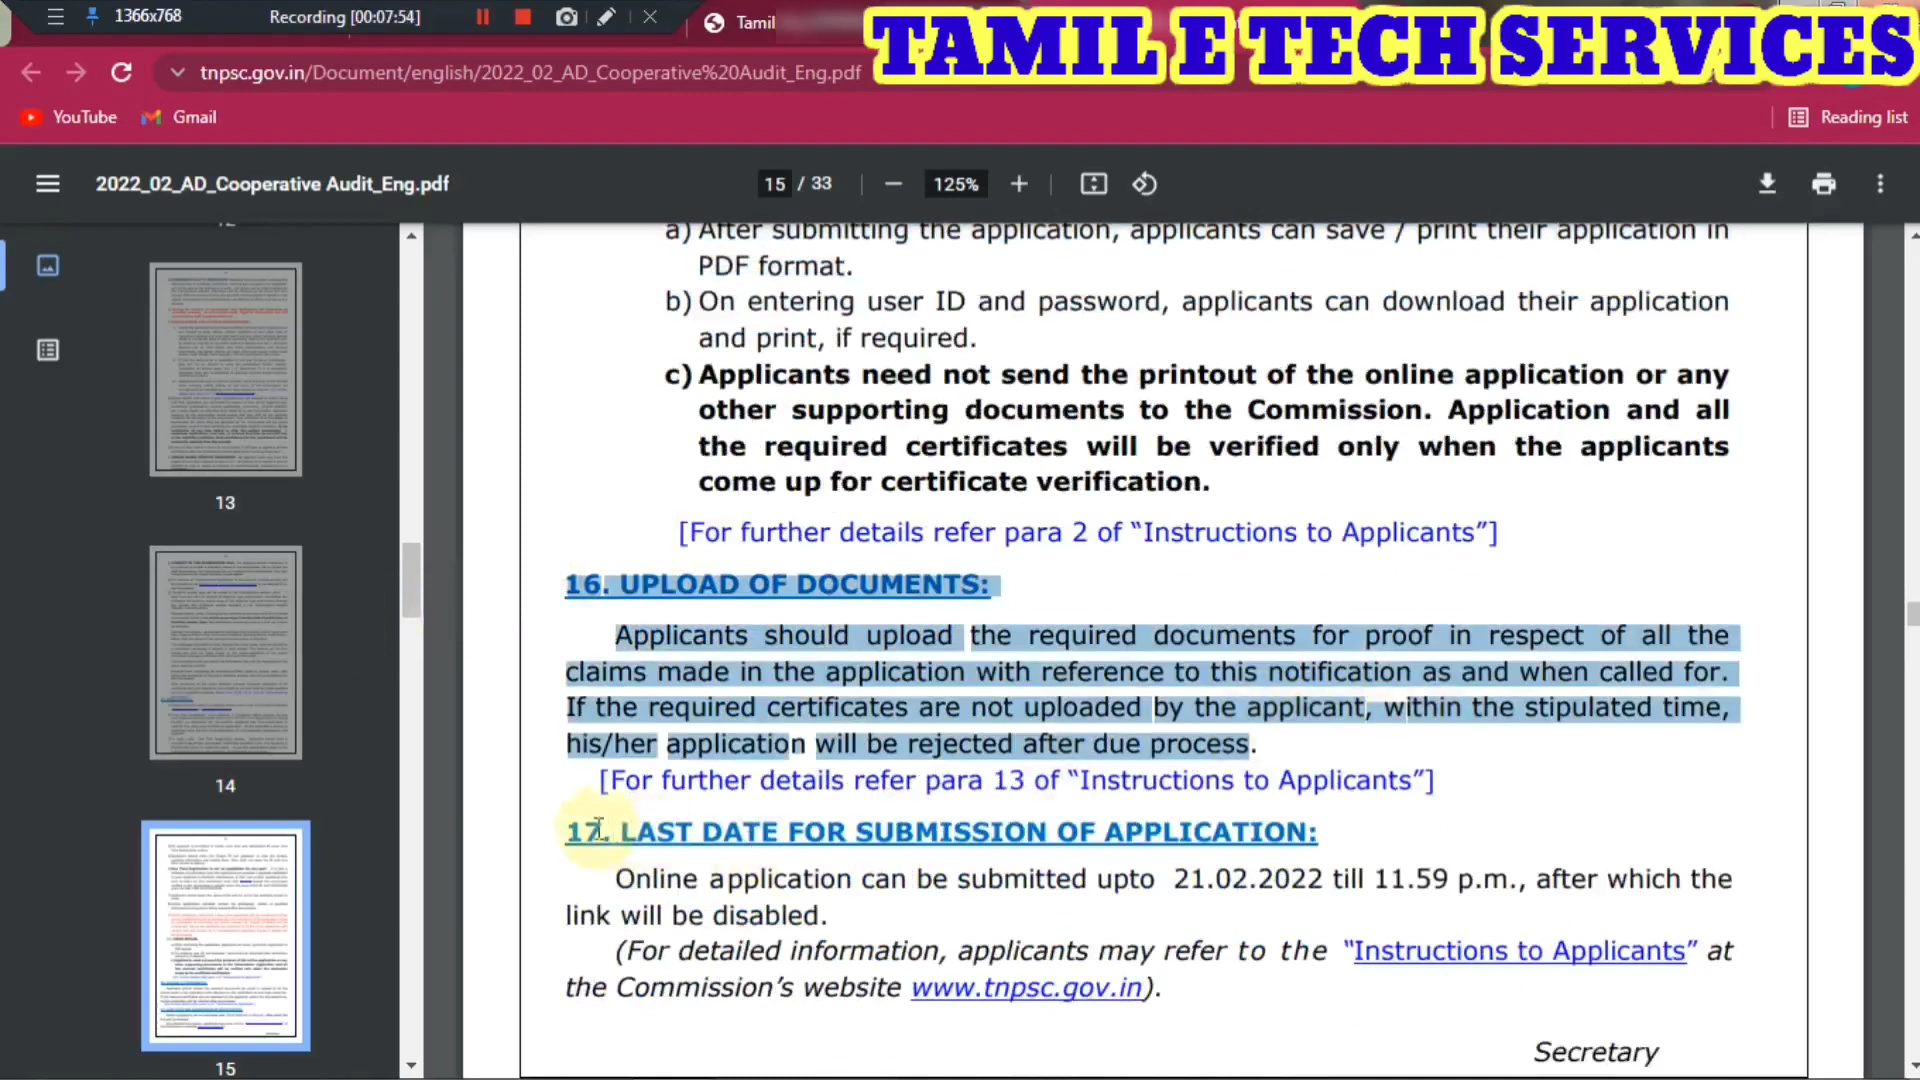 1366x768
Recording [00:07:54]
Tamil
TAMIL E TECH SERVICES
tnpsc.gov.in/Document/english/2022_02_AD_Cooperative%20Audit_Eng.pdf
YouTube
Gmail
Reading list
2022_02_AD_Cooperative Audit_Eng.pdf
15 / 33
125%
a) After submitting the application, applicants can save / print their application in
PDF format.
b) On entering user ID and password, applicants can download their application
and print, if required.
c) Applicants need not send the printout of the online application or any
other supporting documents to the Commission. Application and all
the required certificates will be verified only when the applicants
come up for certificate verification.
[For further details refer para 2 of “Instructions to Applicants”]
16. UPLOAD OF DOCUMENTS:
Applicants should upload the required documents for proof in respect of all the
claims made in the application with reference to this notification as and when called for.
If the required certificates are not uploaded by the applicant, within the stipulated time,
his/her application will be rejected after due process.
[For further details refer para 13 of “Instructions to Applicants”]
17. LAST DATE FOR SUBMISSION OF APPLICATION:
Online application can be submitted upto 21.02.2022 till 11.59 p.m., after which the
link will be disabled.
(For detailed information, applicants may refer to the “Instructions to Applicants” at
the Commission’s website www.tnpsc.gov.in).
Secretary
13
14
15